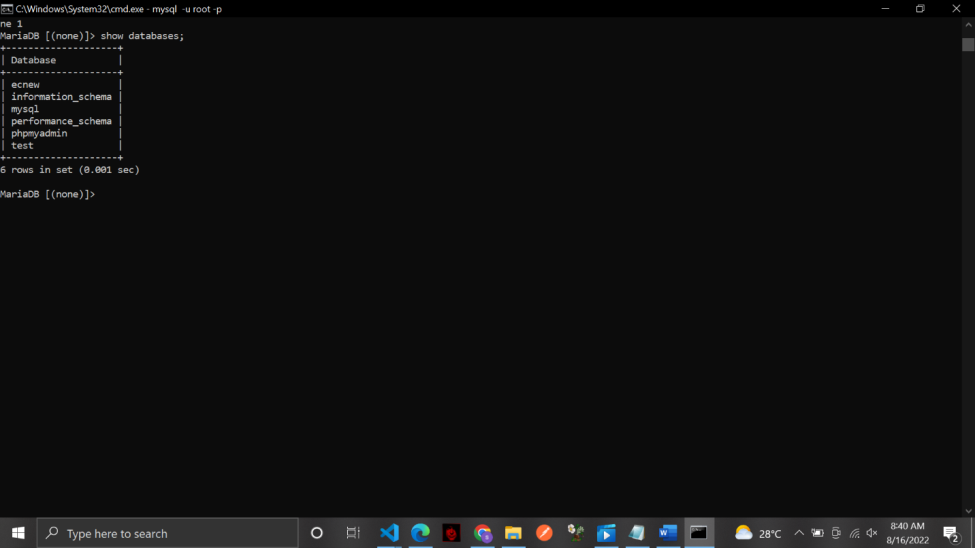 C:\Windows\System32\cmd.exe - mysql -u root -p
ne 1
MariaDB [(none)]> show databases;
+--------------------+
| Database           |
+--------------------+
| ecnew              |
| information_schema |
| mysql              |
| performance_schema |
| phpmyadmin         |
| test               |
+--------------------+
6 rows in set (0.001 sec)
MariaDB [(none)]>
Type here to search
28°C
8:40 AM
8/16/2022
2